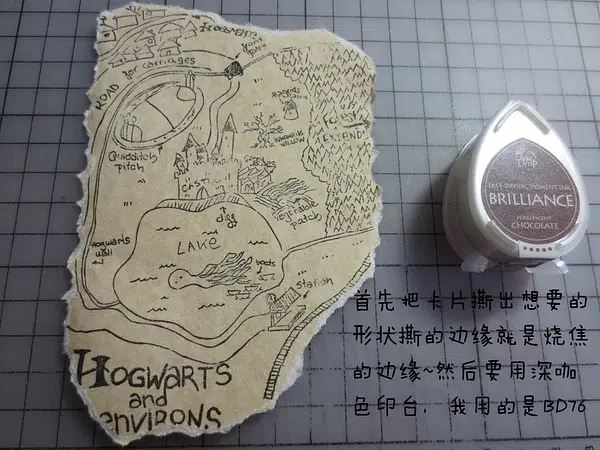 HOGSMEADE
ROAD for carriages
Quidditch
pitch
Hagrid's
WHOMPING
WILLOW
FOREST
EXTENDS
CASTLE
Vegetable
patch
cliffs
Hogwarts
wall
LAKE
boats
station
HOGWARTS
and
environs
Dew
Drop
FAST-DRYING PIGMENT INK
BRILLIANCE
PEARLESCENT
CHOCOLATE
首先把卡片撕出想要的
形状撕的边缘就是烧焦
的边缘~然后要用深咖
色印台，我用的是BD76